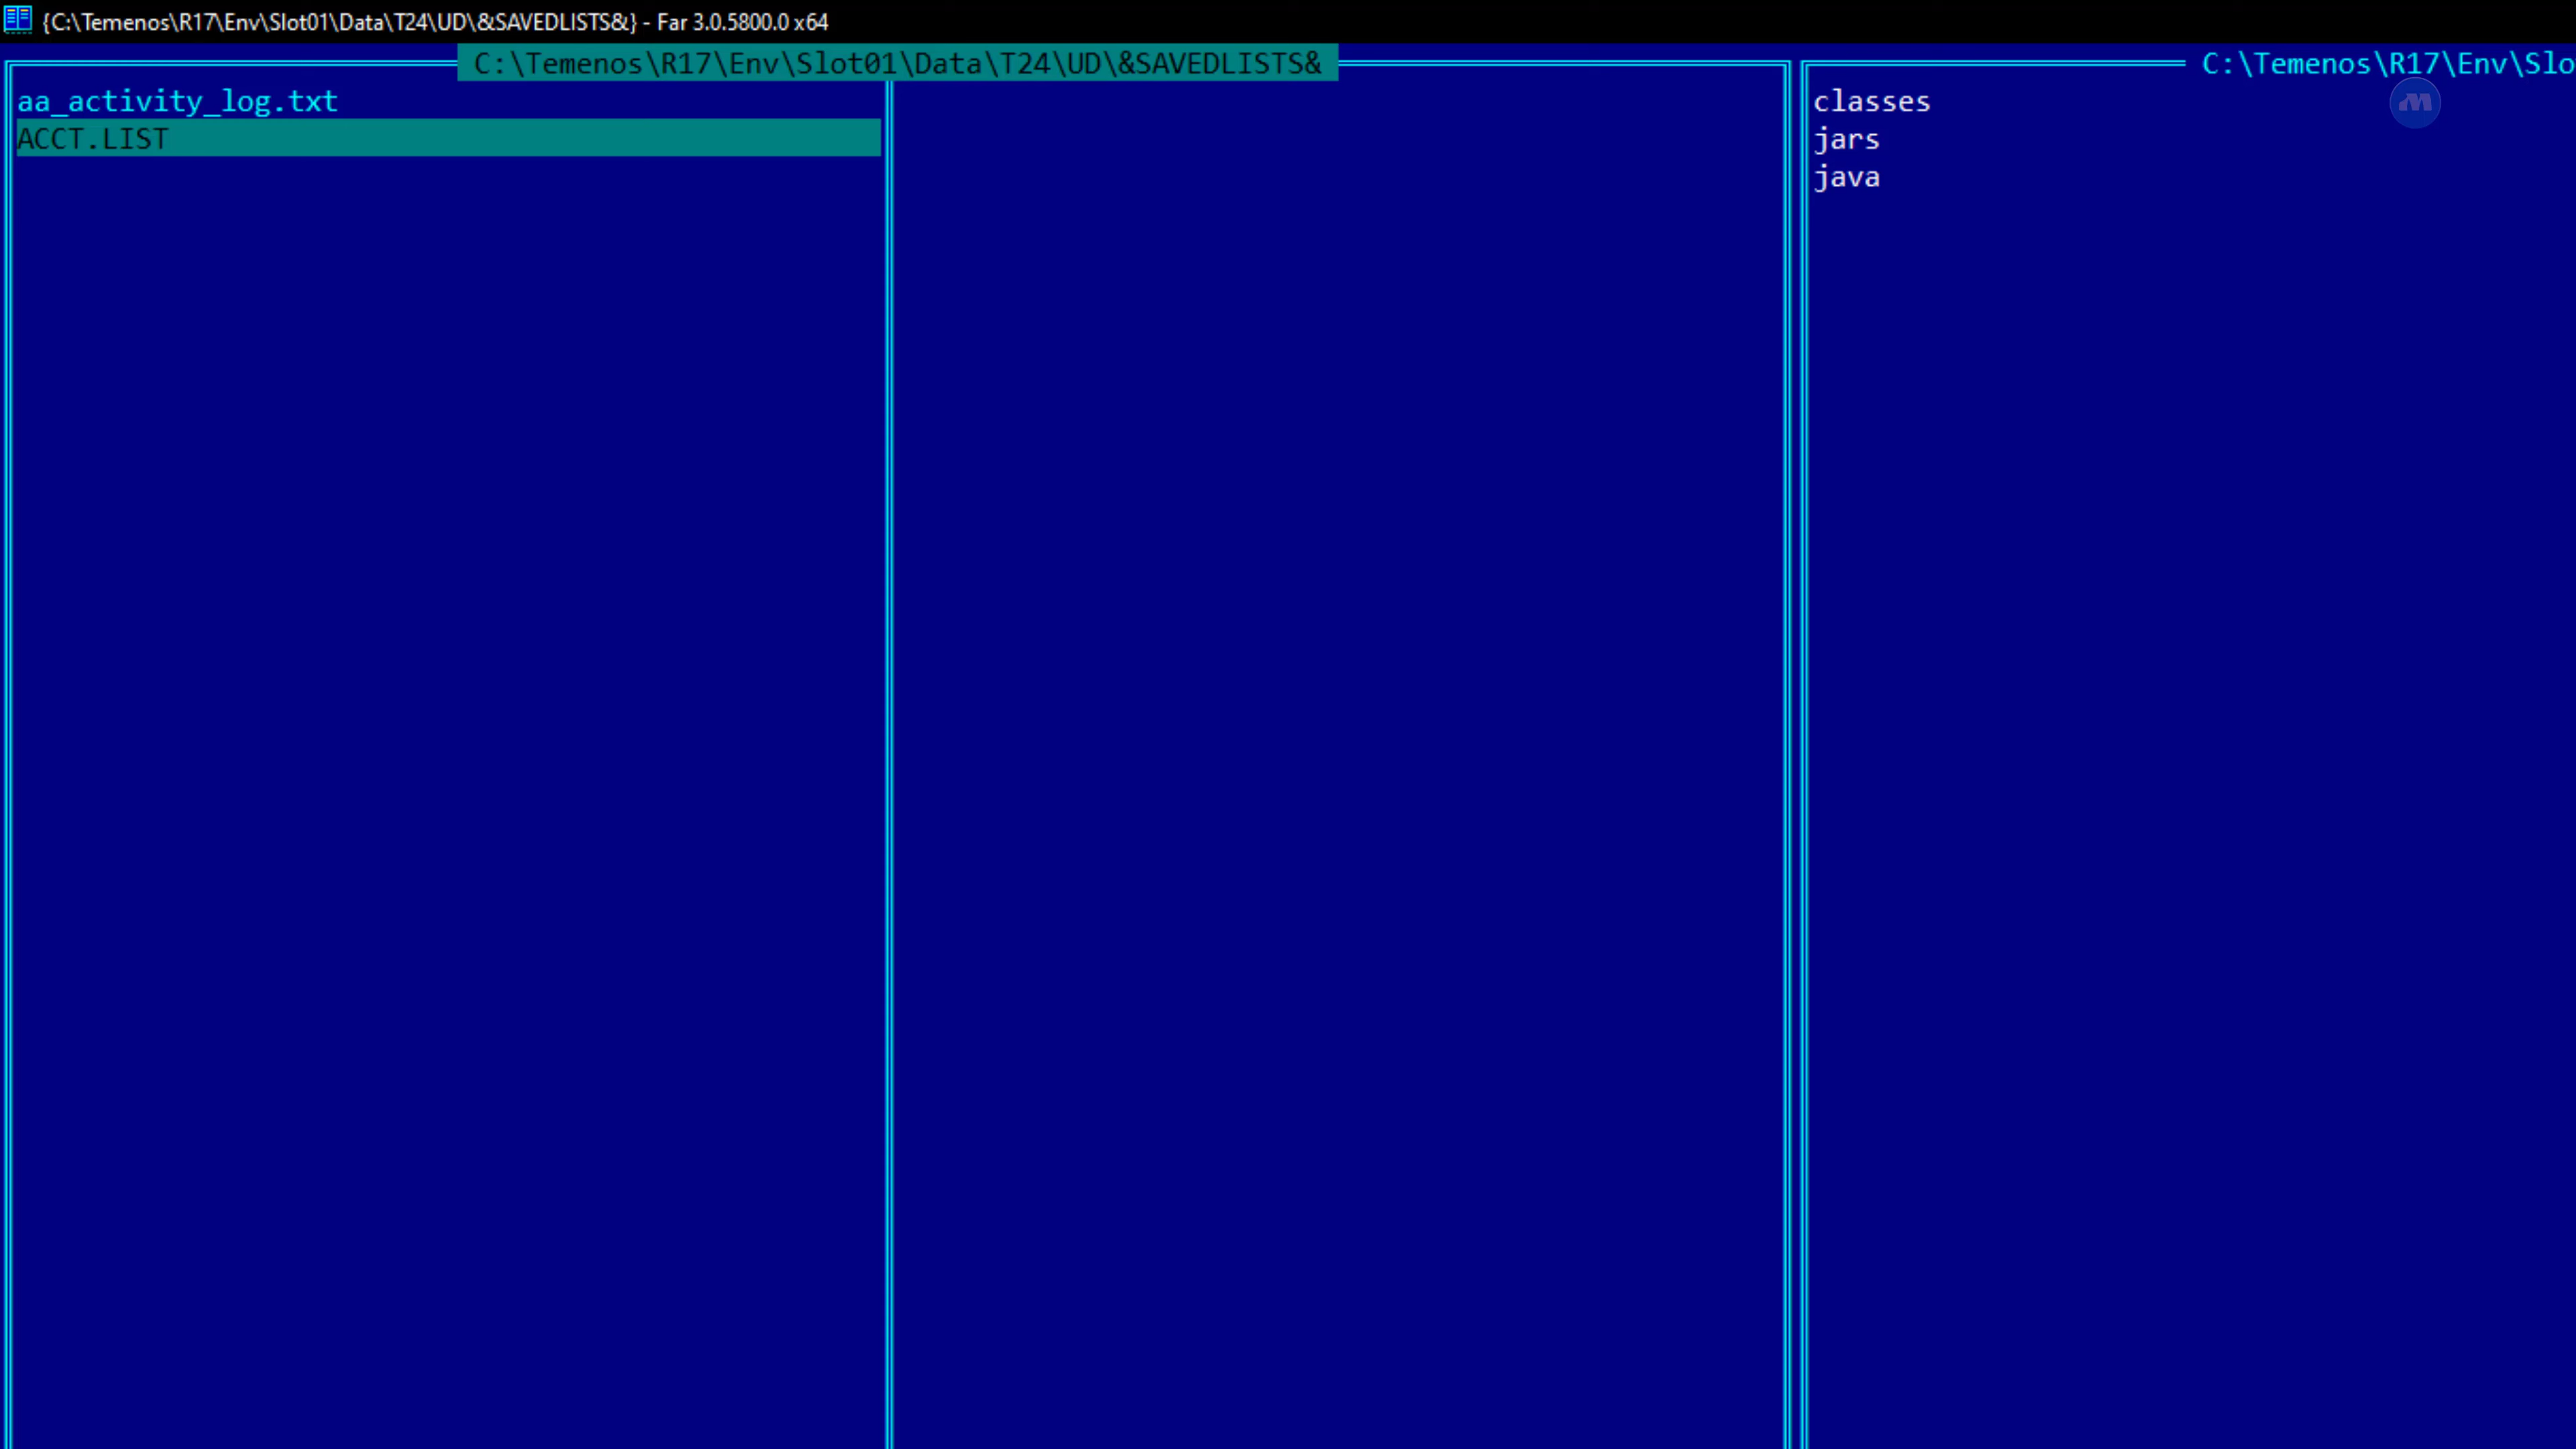 {C:\Temenos\R17\Env\Slot01\Data\T24\UD\&SAVEDLISTS&} - Far 3.0.5800.0 x64
C:\Temenos\R17\Env\Slot01\Data\T24\UD\&SAVEDLISTS&
aa_activity_log.txt
ACCT.LIST
C:\Temenos\R17\Env\Slo
classes
jars
java